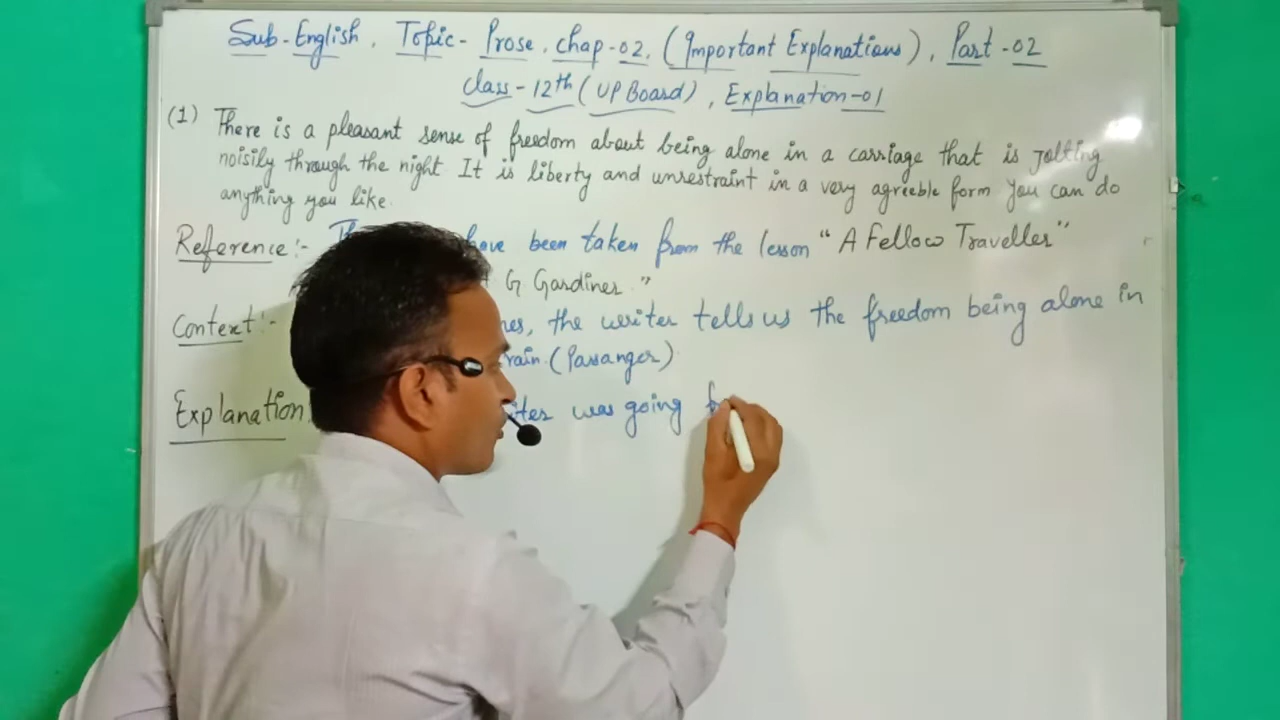 Sub-English, Topic- Prose, chap-02, (Important Explanations), Part-02
Class-12th (UP Board), Explanation-01
(1) There is a pleasant sense of freedom about being alone in a carriage that is jolting
noisily through the night It is liberty and unrestraint in a very agreeable form you can do
anything you like.
Reference:- have been taken from the lesson "A Fellow Traveller"
G Gardiner."
Context:- the writer tells us the freedom being alone in
(Passanger)
Explanation was going